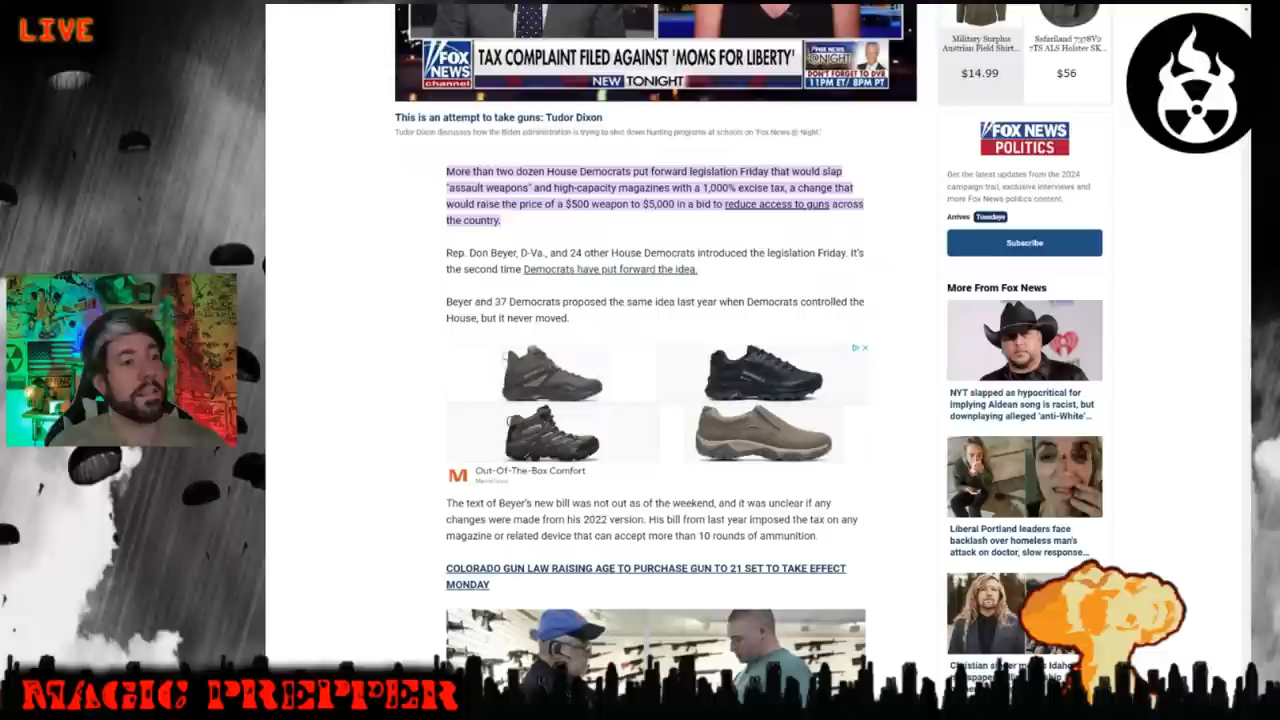 LIVE
FOX
NEWS
channel
TAX COMPLAINT FILED AGAINST 'MOMS FOR LIBERTY'
NEW TONIGHT
FOX NEWS
@NIGHT
DON'T FORGET TO DVR
11PM ET/ 8PM PT
This is an attempt to take guns: Tudor Dixon
Tudor Dixon discusses how the Biden administration is trying to shut down hunting programs at schools on 'Fox News @ Night.'
More than two dozen House Democrats put forward legislation Friday that would slap
"assault weapons" and high-capacity magazines with a 1,000% excise tax, a change that
would raise the price of a $500 weapon to $5,000 in a bid to reduce access to guns across
the country.
Rep. Don Beyer, D-Va., and 24 other House Democrats introduced the legislation Friday. It's
the second time Democrats have put forward the idea.
Beyer and 37 Democrats proposed the same idea last year when Democrats controlled the
House, but it never moved.
Out-Of-The-Box Comfort
Merrell
The text of Beyer's new bill was not out as of the weekend, and it was unclear if any
changes were made from his 2022 version. His bill from last year imposed the tax on any
magazine or related device that can accept more than 10 rounds of ammunition.
COLORADO GUN LAW RAISING AGE TO PURCHASE GUN TO 21 SET TO TAKE EFFECT
MONDAY
Military Surplus
Austrian Field Shirt...
$14.99
Safariland 7378V2
7TS ALS Holster SK...
$56
FOX NEWS
POLITICS
Get the latest updates from the 2024
campaign trail, exclusive interviews and
more Fox News politics content.
Arrives Tuesdays
Subscribe
More From Fox News
NYT slapped as hypocritical for
implying Aldean song is racist, but
downplaying alleged 'anti-White'...
Liberal Portland leaders face
backlash over homeless man's
attack on doctor, slow response...
Christian singer
MAGIC PREPPER